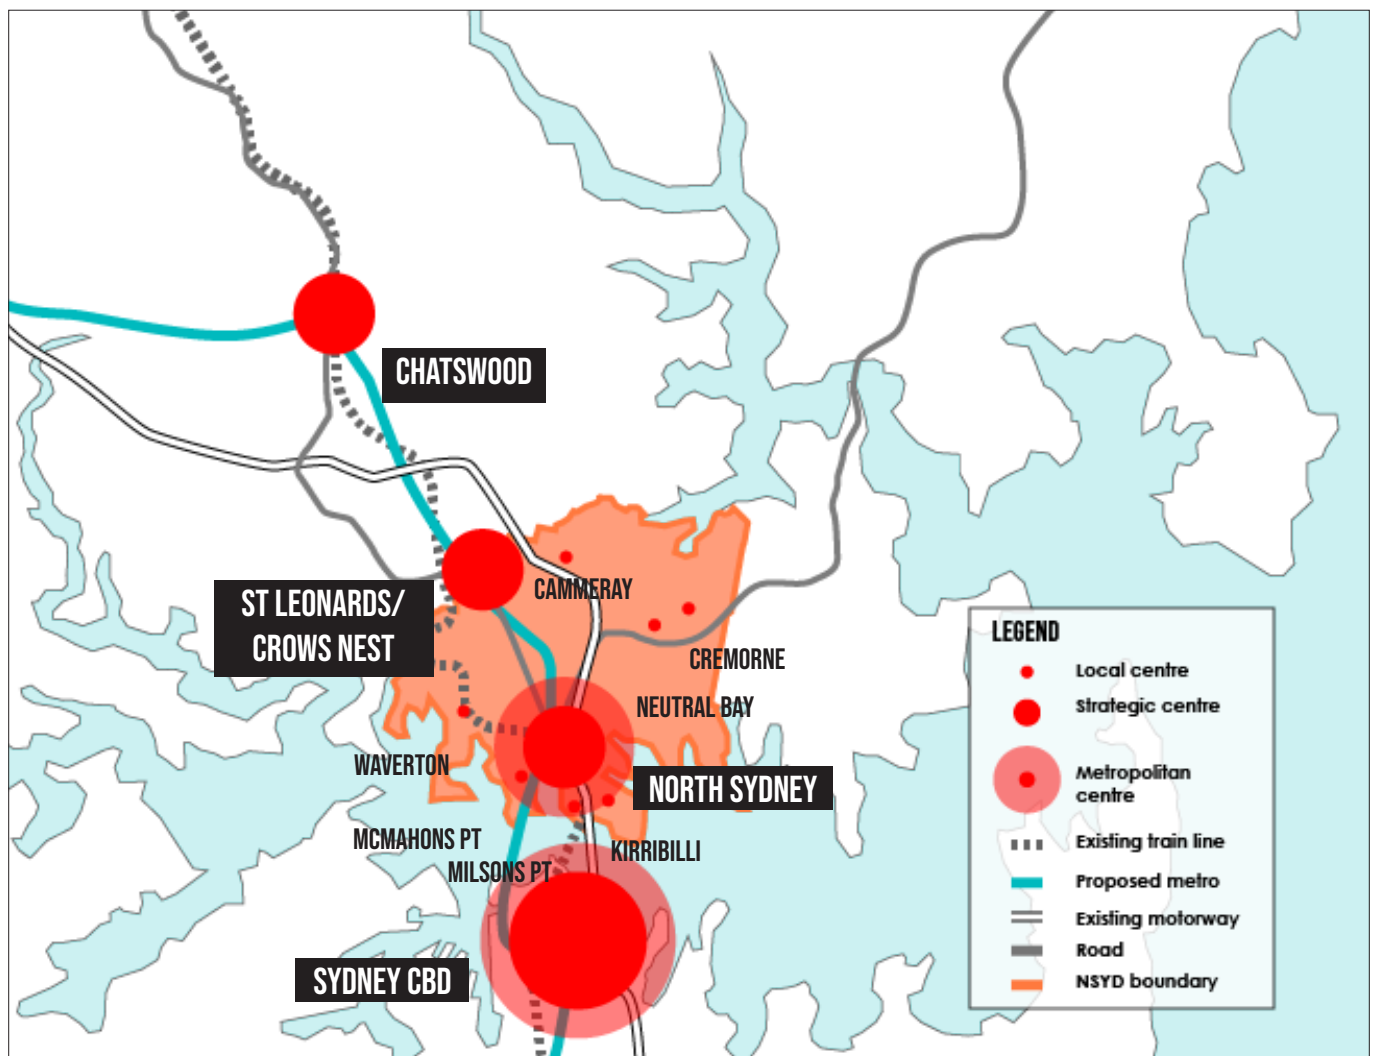 CHATSWOOD
ST LEONARDS/
CROWS NEST
CAMMERAY
CREMORNE
NEUTRAL BAY
WAVERTON
NORTH SYDNEY
MCMAHONS PT
MILSONS PT
KIRRIBILLI
SYDNEY CBD
LEGEND
Local centre
Strategic centre
Metropolitan
centre
Existing train line
Proposed metro
Existing motorway
Road
NSYD boundary